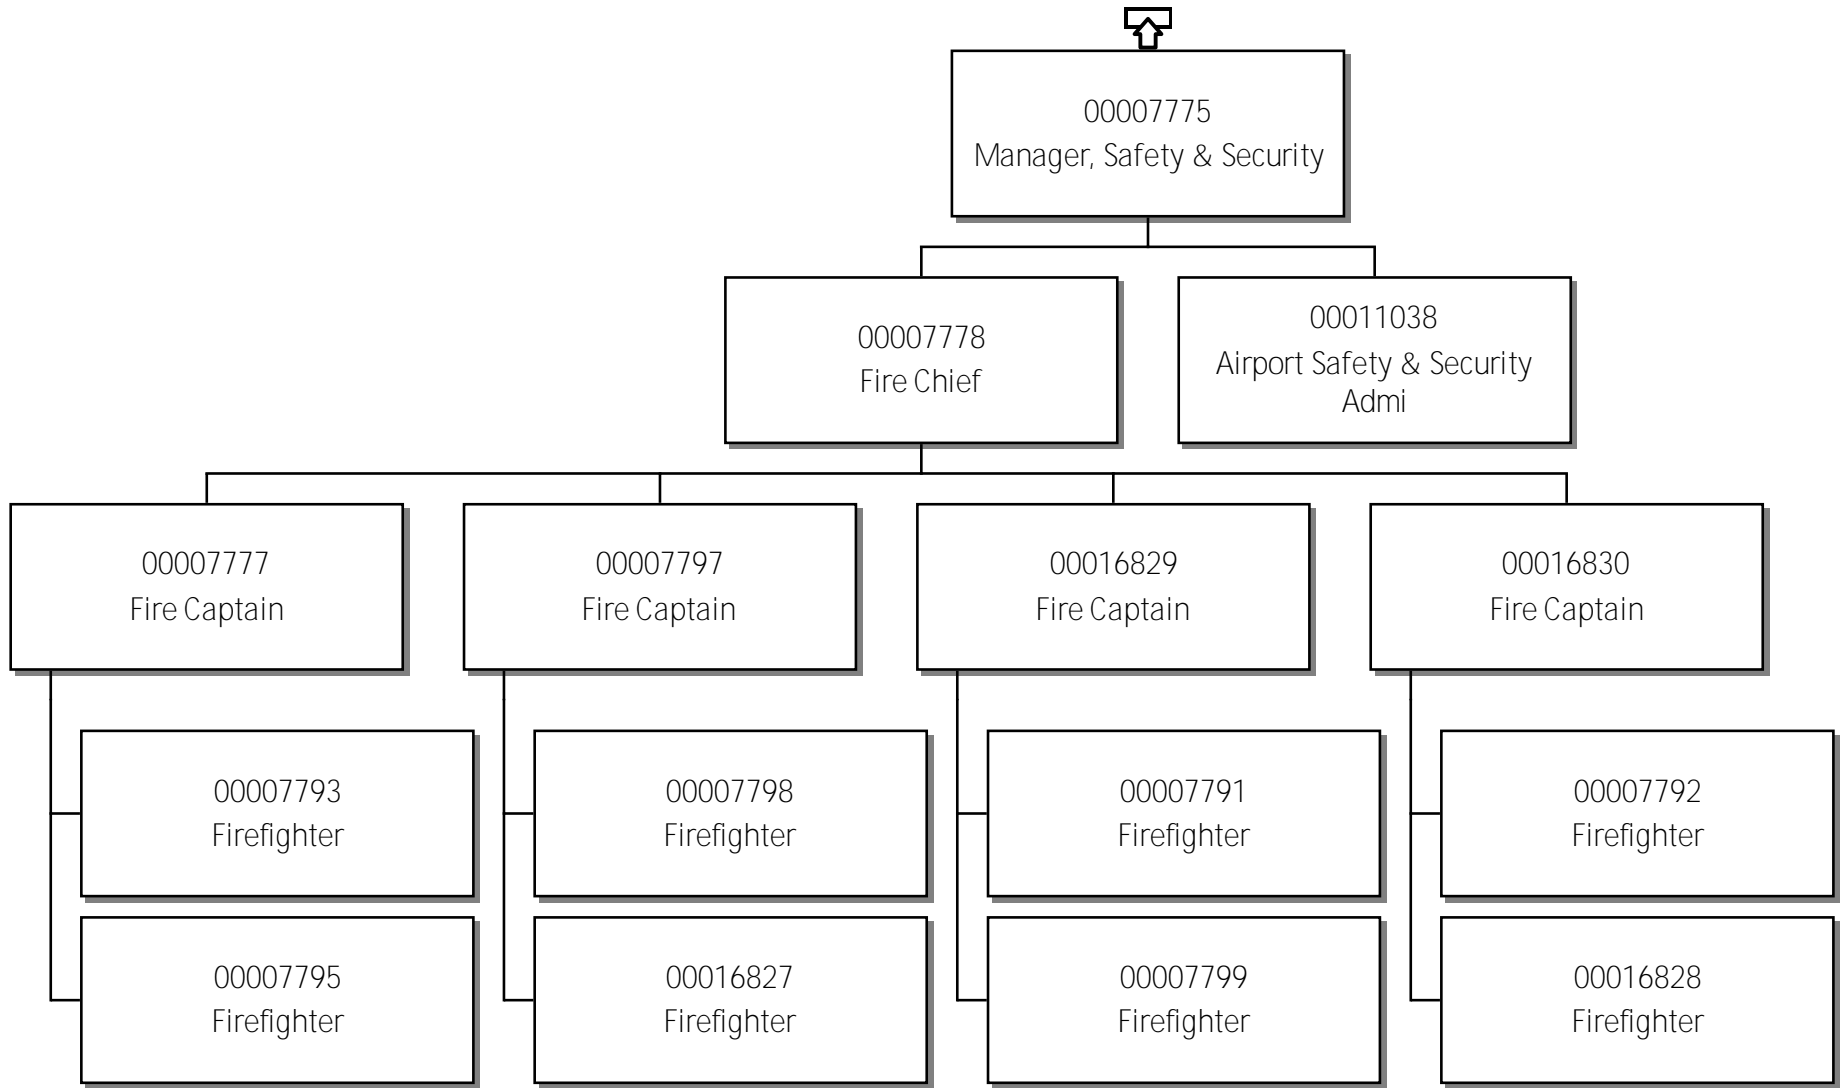 00007775
Manager, Safety & Security
00007778
Fire Chief
00011038
Airport Safety & Security
Admi
00007777
Fire Captain
00007797
Fire Captain
00016829
Fire Captain
00016830
Fire Captain
00007793
Firefighter
00007798
Firefighter
00007791
Firefighter
00007792
Firefighter
00007795
Firefighter
00016827
Firefighter
00007799
Firefighter
00016828
Firefighter